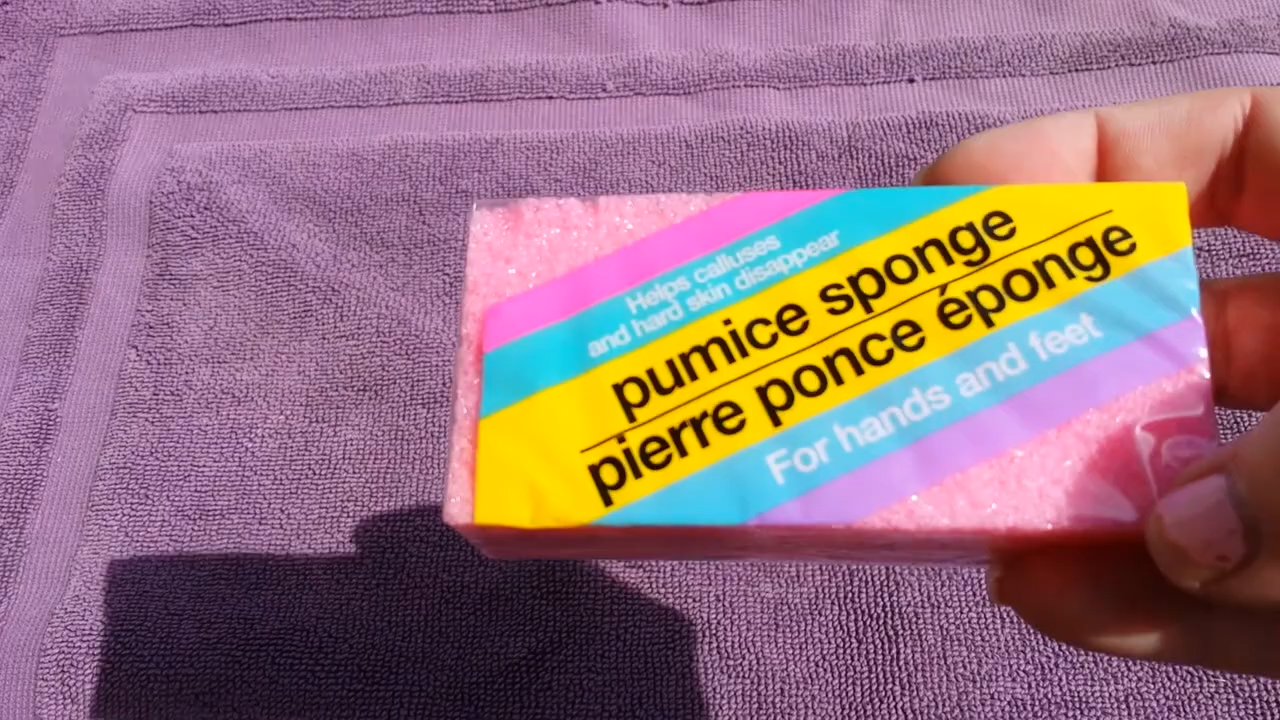 Helps calluses
and hard skin disappear
pumice sponge
pierre ponce éponge
For hands and feet